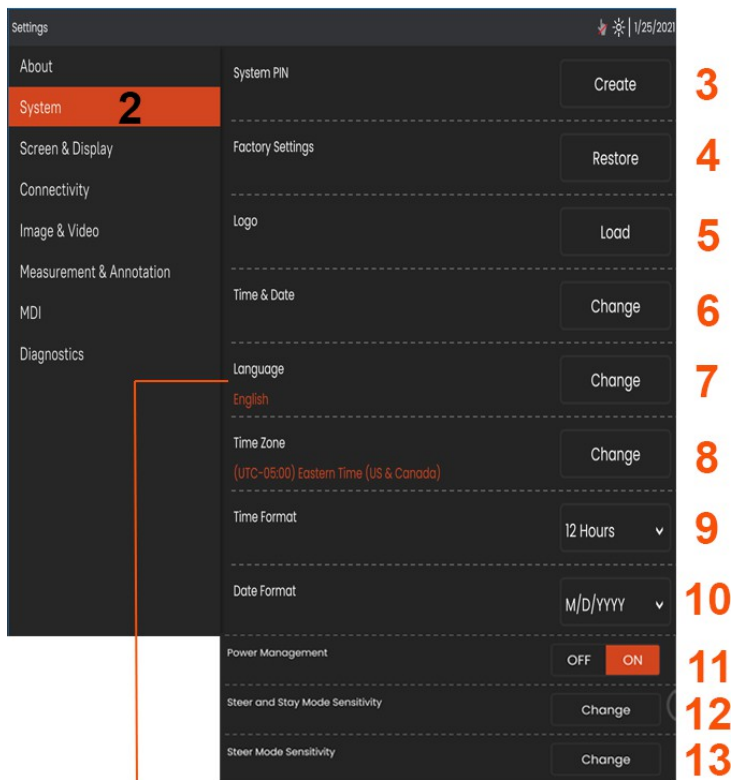 Settings 1/25/2021
About
System 2
Screen & Display
Connectivity
Image & Video
Measurement & Annotation
MDI
Diagnostics
System PIN Create 3
Factory Settings Restore 4
Logo Load 5
Time & Date Change 6
Language Change 7
English
Time Zone Change 8
(UTC-05:00) Eastern Time (US & Canada)
Time Format 12 Hours 9
Date Format M/D/YYYY 10
Power Management OFF ON 11
Steer and Stay Mode Sensitivity Change 12
Steer Mode Sensitivity Change 13